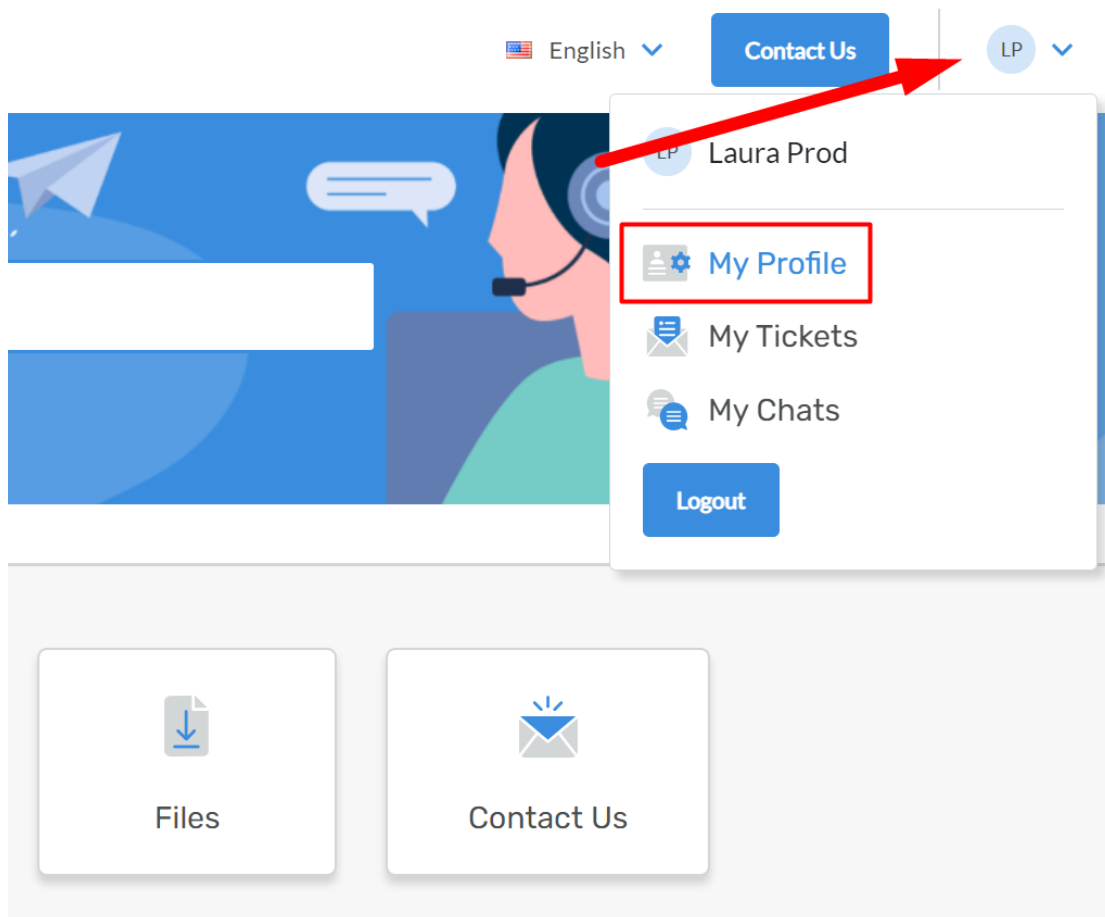 English
Contact Us
LP
LP
Laura Prod
My Profile
My Tickets
My Chats
Logout
Files
Contact Us